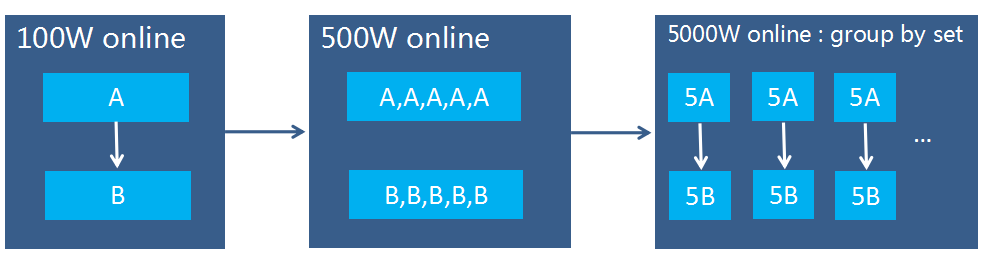 100W online
A
B
500W online
A,A,A,A,A
B,B,B,B,B
5000W online : group by set
5A 5A 5A
...
5B 5B 5B